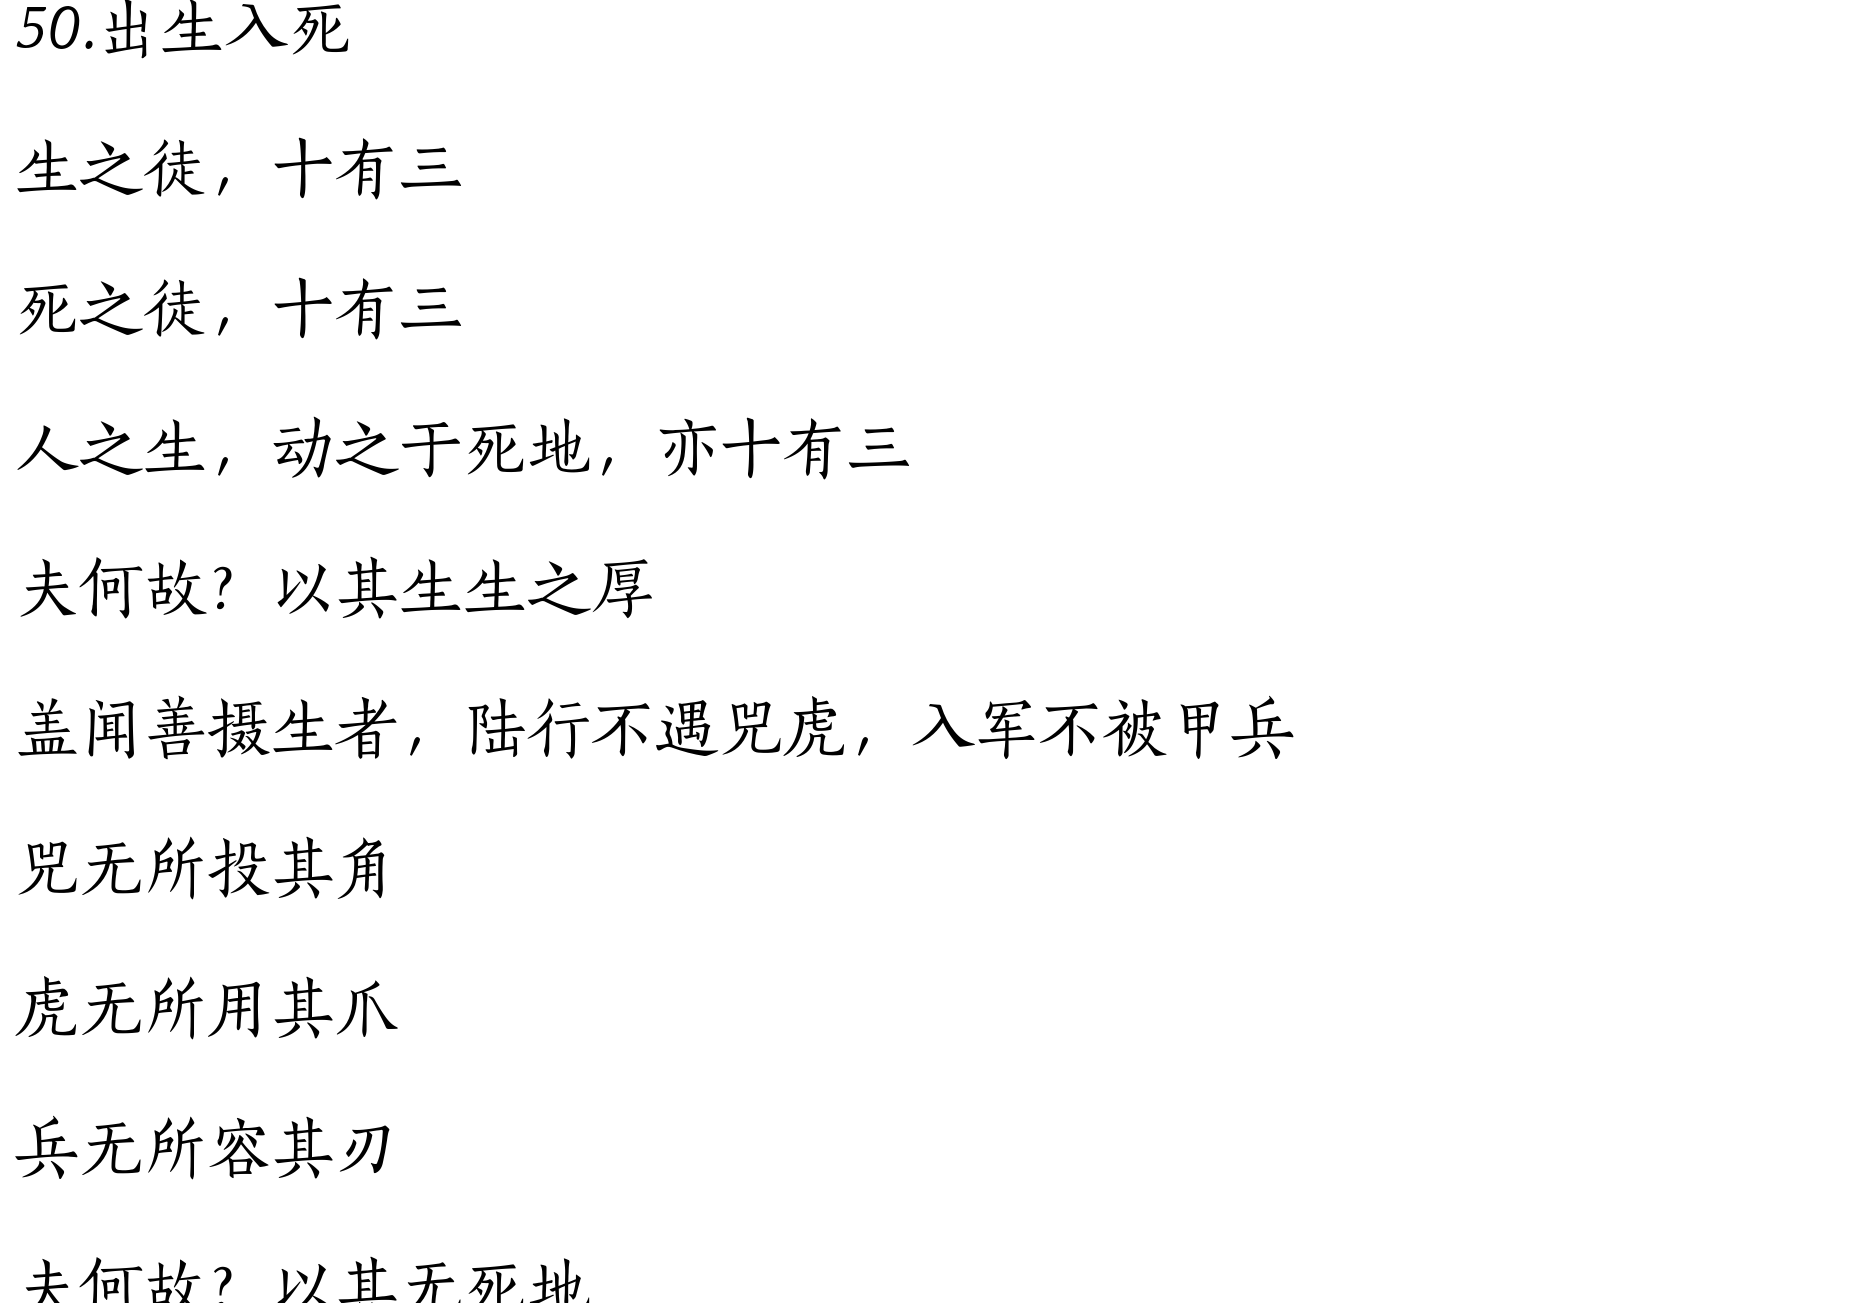 50.出生入死
生之徒，十有三
死之徒，十有三
人之生，动之于死地，亦十有三
夫何故？以其生生之厚
盖闻善摄生者，陆行不遇兕虎，入军不被甲兵
兕无所投其角
虎无所用其爪
兵无所容其刃
夫何故？以其无死地